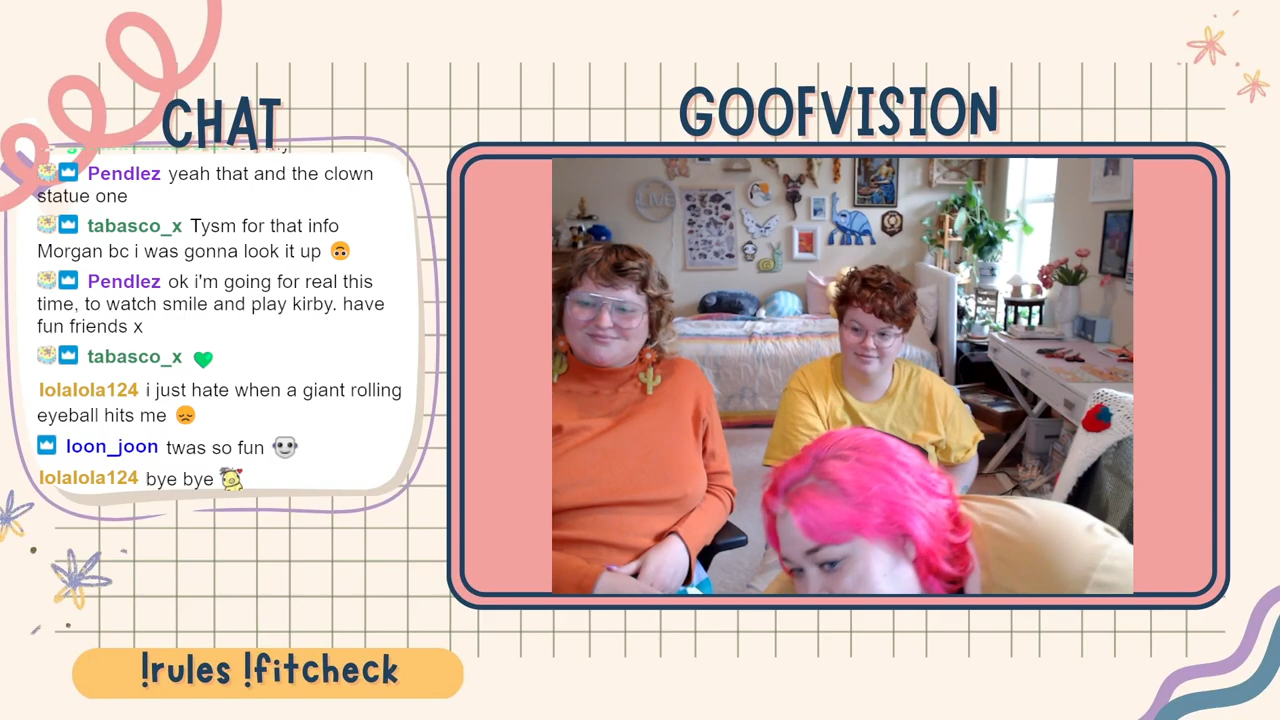 CHAT
GOOFVISION
Pendlez yeah that and the clown
statue one
tabasco_x Tysm for that info
Morgan bc i was gonna look it up 🙃
Pendlez ok i'm going for real this
time, to watch smile and play kirby. have
fun friends x
tabasco_x 💚
lolalola124 i just hate when a giant rolling
eyeball hits me 😞
loon_joon twas so fun
lolalola124 bye bye
LIVE
!rules !fitcheck